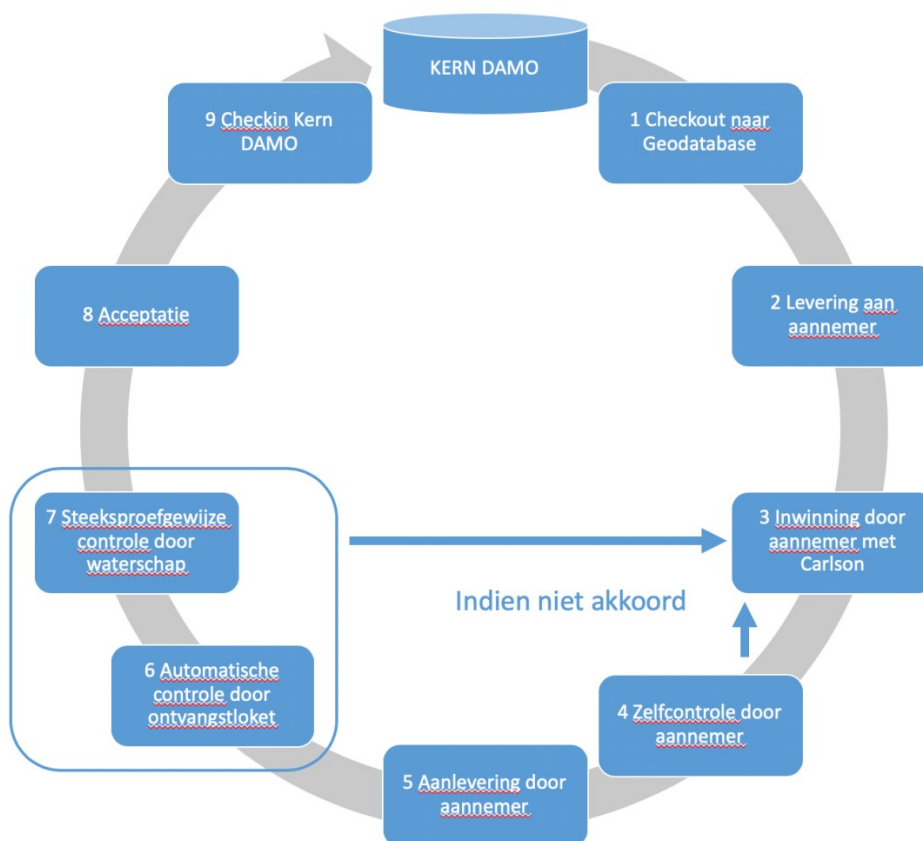 KERN DAMO
1 Checkout naar
Geodatabase
2 Levering aan
aannemer
3 Inwinning door
aannemer met
Carlson
4 Zelfcontrole door
aannemer
5 Aanlevering door
aannemer
6 Automatische
controle door
ontvangstloket
7 Steeksproefgewijze
controle door
waterschap
8 Acceptatie
9 Checkin Kern
DAMO
Indien niet akkoord